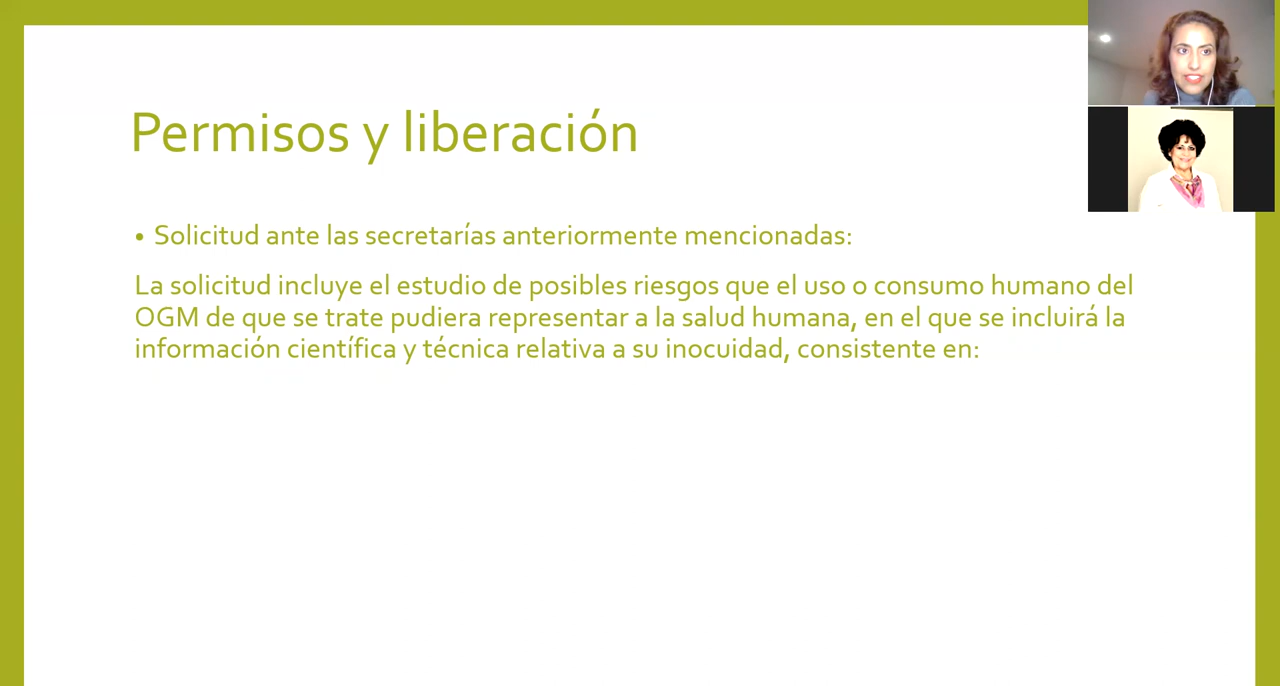 Permisos y liberación
• Solicitud ante las secretarías anteriormente mencionadas:
La solicitud incluye el estudio de posibles riesgos que el uso o consumo humano del
OGM de que se trate pudiera representar a la salud humana, en el que se incluirá la
información científica y técnica relativa a su inocuidad, consistente en: